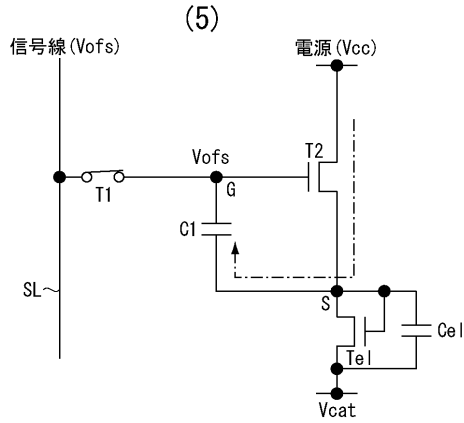 (5)
信号線(Vofs)
電源(Vcc)
Vofs
T2
T1
G
C1
SL
S
Tel
Cel
Vcat